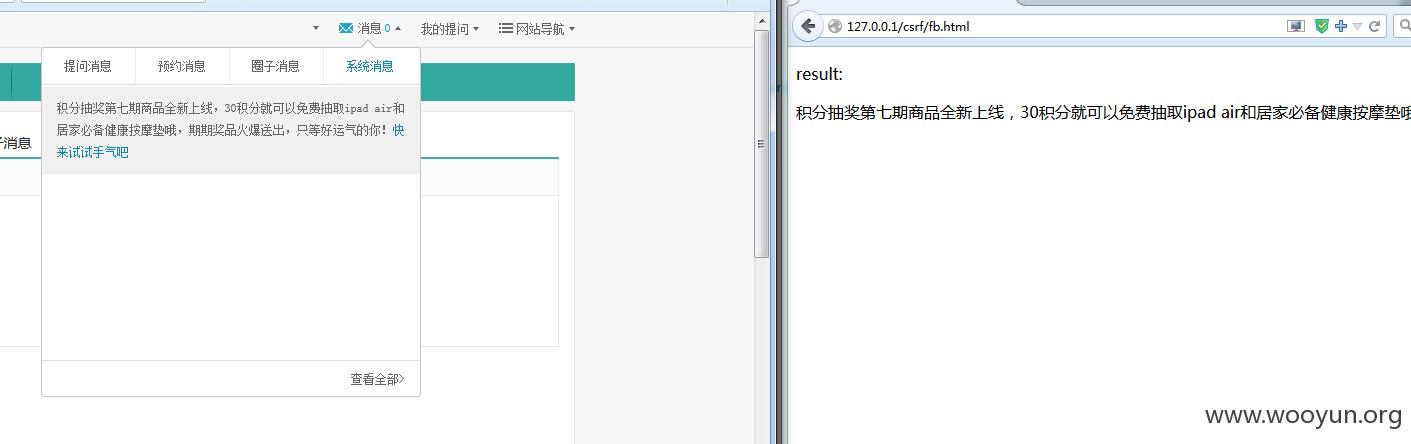 消息 0
我的提问
网站导航
提问消息
预约消息
圈子消息
系统消息
积分抽奖第七期商品全新上线，30积分就可以免费抽取ipad air和
居家必备健康按摩垫哦，期期奖品火爆送出，只等好运气的你！快
来试试手气吧
子消息
查看全部>
127.0.0.1/csrf/fb.html
result:
积分抽奖第七期商品全新上线，30积分就可以免费抽取ipad air和居家必备健康按摩垫哦
www.wooyun.org